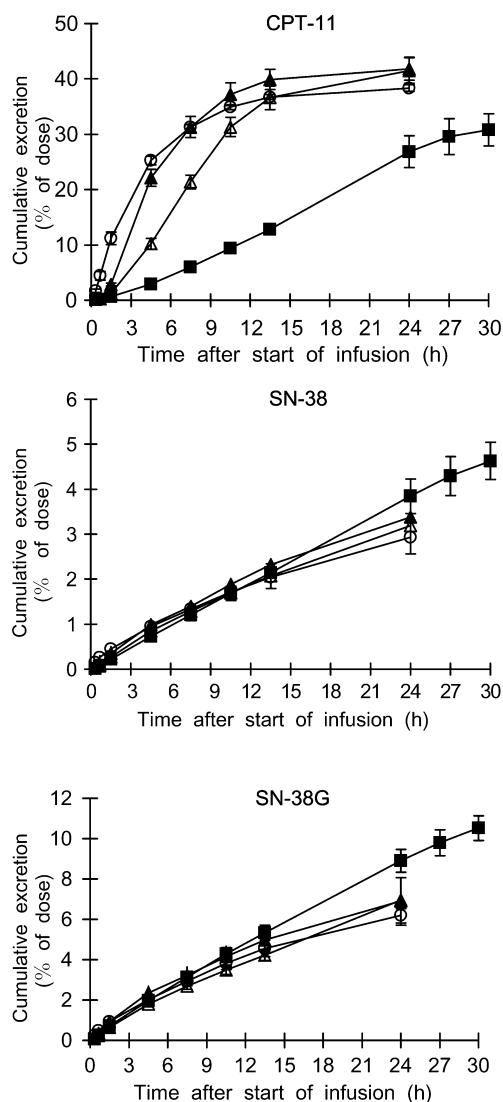 CPT-11
50
40
30
20
10
0
Cumulative excretion
(% of dose)
0 3 6 9 12 15 18 21 24 27 30
Time after start of infusion (h)
SN-38
6
5
4
3
2
1
0
Cumulative excretion
(% of dose)
0 3 6 9 12 15 18 21 24 27 30
Time after start of infusion (h)
SN-38G
12
10
8
6
4
2
0
Cumulative excretion
(% of dose)
0 3 6 9 12 15 18 21 24 27 30
Time after start of infusion (h)